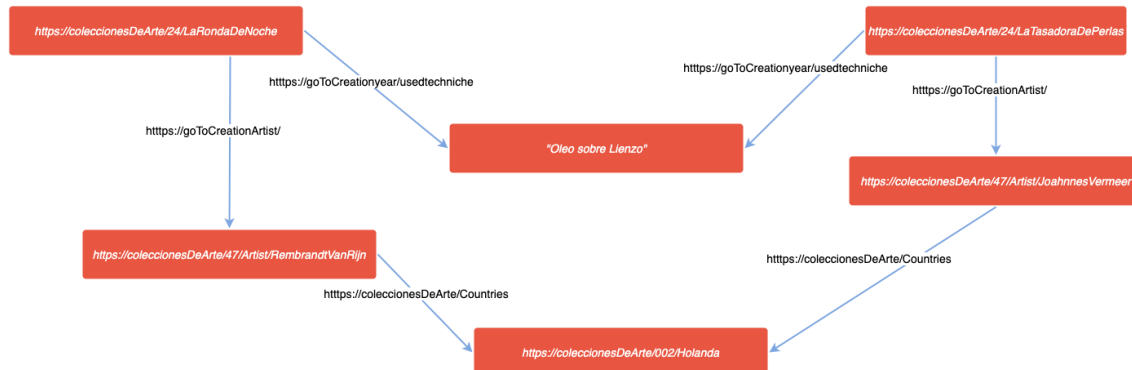 https://coleccionesDeArte/24/LaRondaDeNoche
https://coleccionesDeArte/24/LaTasadoraDePerlas
htttps://goToCreationyear/usedtechniche
htttps://goToCreationyear/usedtechniche
htttps://goToCreationArtist/
htttps://goToCreationArtist/
"Oleo sobre Lienzo"
https://coleccionesDeArte/47/Artist/JoahnnesVermeer
https://coleccionesDeArte/47/Artist/RembrandtVanRijn
htttps://coleccionesDeArte/Countries
htttps://coleccionesDeArte/Countries
https://coleccionesDeArte/002/Holanda